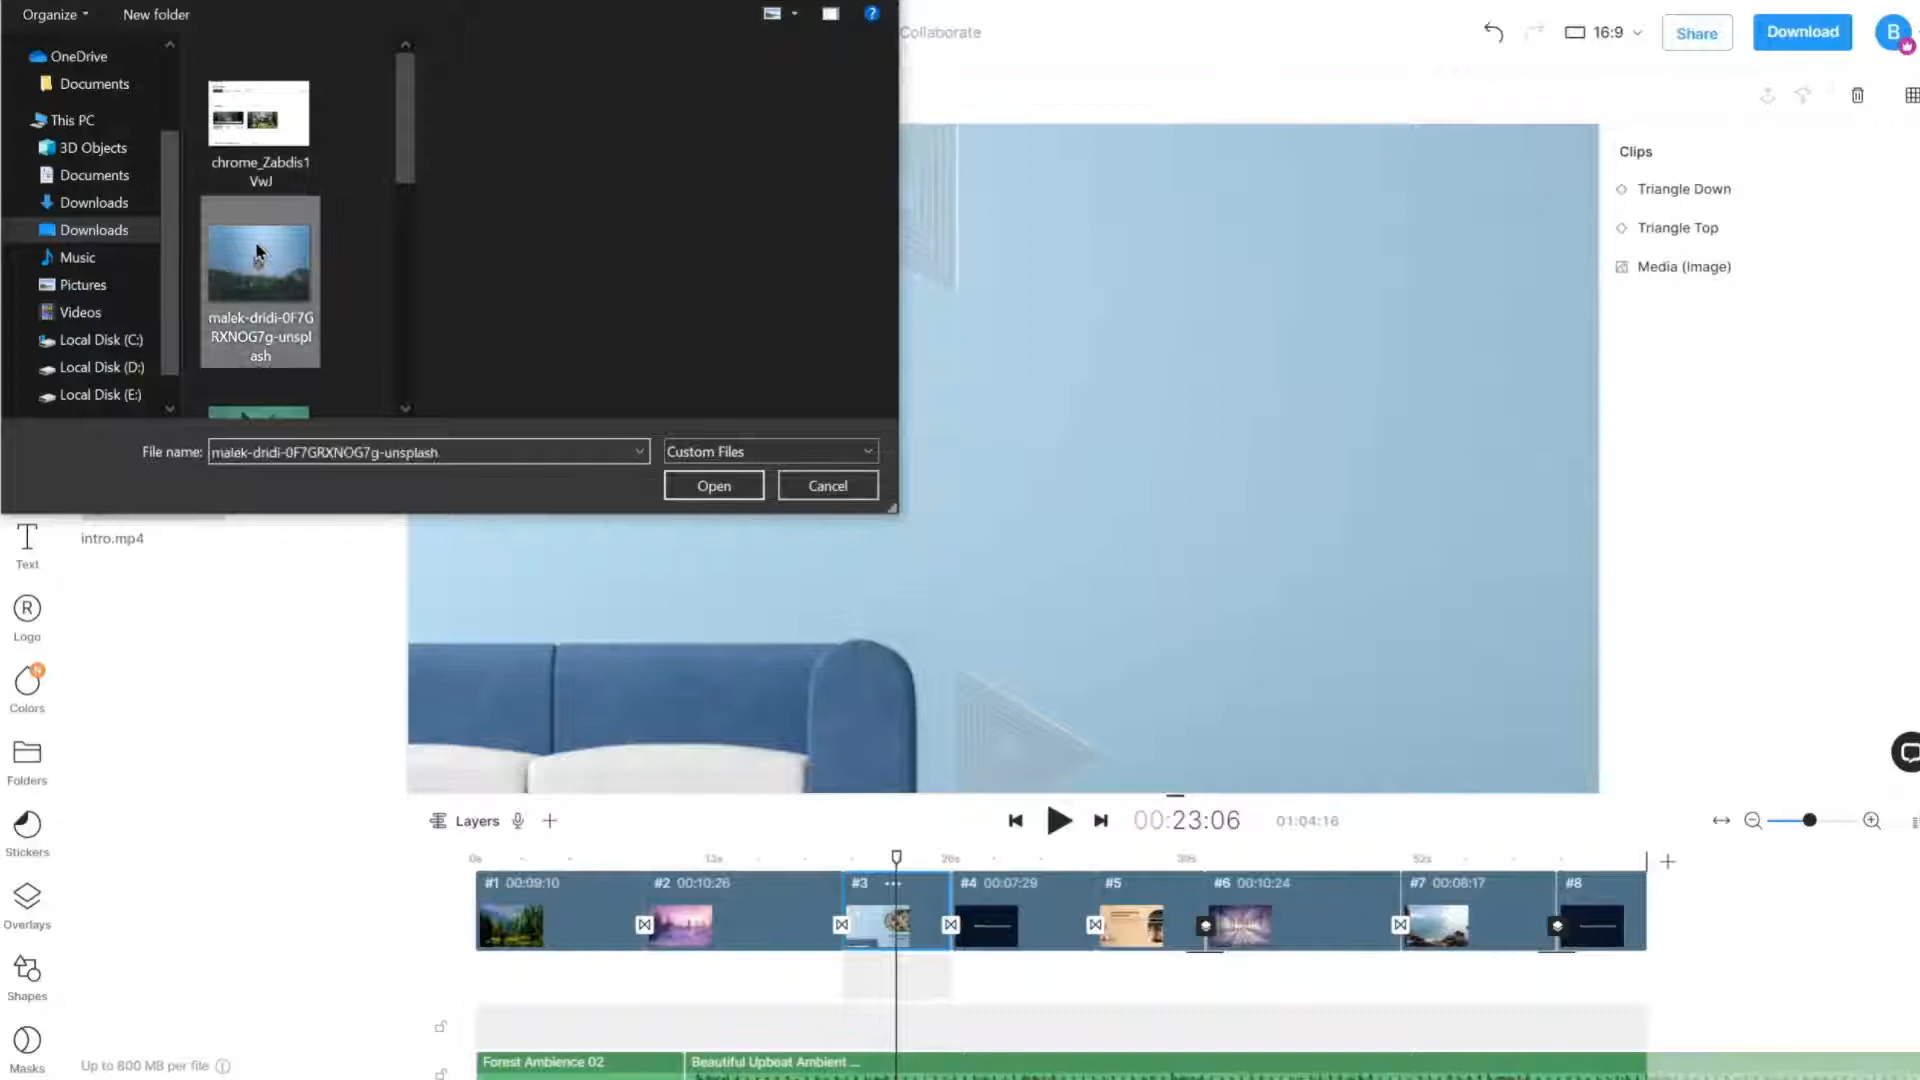 Organize
New folder
Collaborate
16:9
Share
Download
B
OneDrive
Documents
This PC
3D Objects
Documents
Downloads
Downloads
Music
Pictures
Videos
Local Disk (C:)
Local Disk (D:)
Local Disk (E:)
chrome_Zabdis1
VwJ
malek-dridi-0F7G
RXNOG7g-unspl
ash
File name:
malek-dridi-0F7GRXNOG7g-unsplash
Custom Files
Open
Cancel
Clips
Triangle Down
Triangle Top
Media (Image)
intro.mp4
Text
R
Logo
N
Colors
Folders
Stickers
Overlays
Shapes
Masks
Up to 800 MB per file
Layers
00:23:06
01:04:16
0s
13s
26s
39s
52s
#1 00:09:10
#2 00:10:26
#3
#4 00:07:29
#5
#6 00:10:24
#7 00:08:17
#8
Forest Ambience 02
Beautiful Upbeat Ambient ...